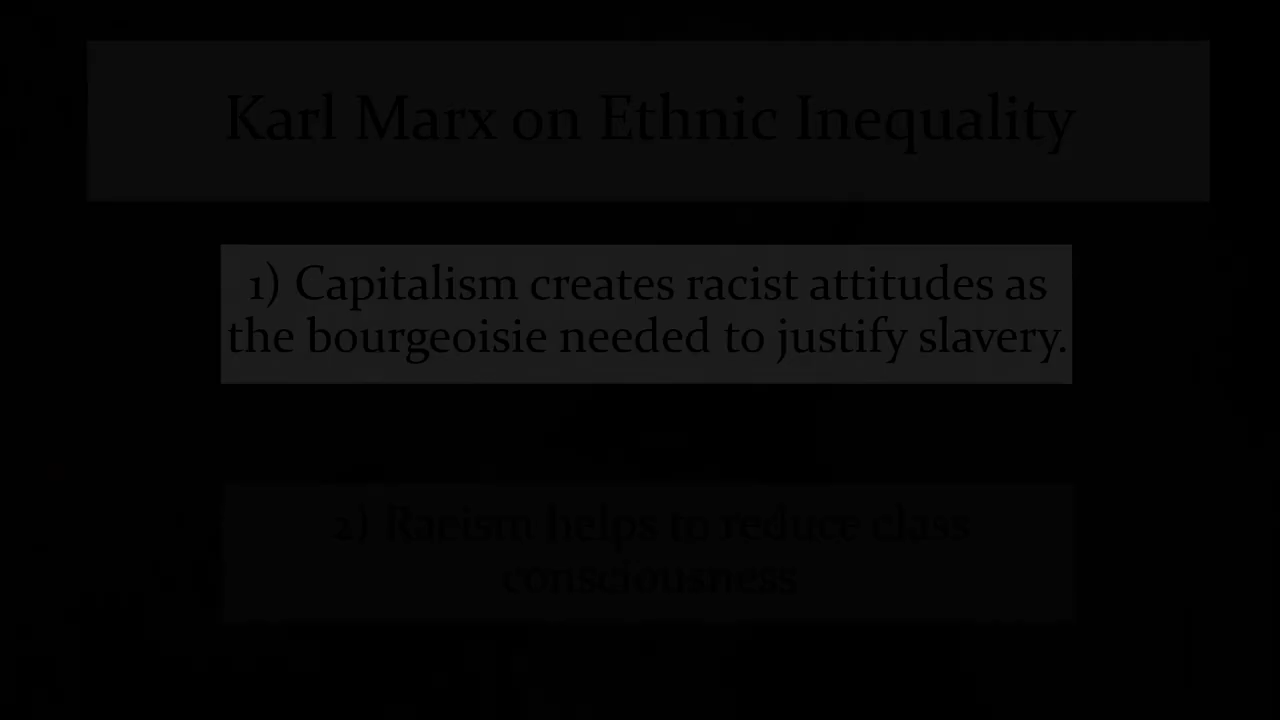 Karl Marx on Ethnic Inequality
1) Capitalism creates racist attitudes as
the bourgeoisie needed to justify slavery.
2) Racism helps to reduce class
consciousness